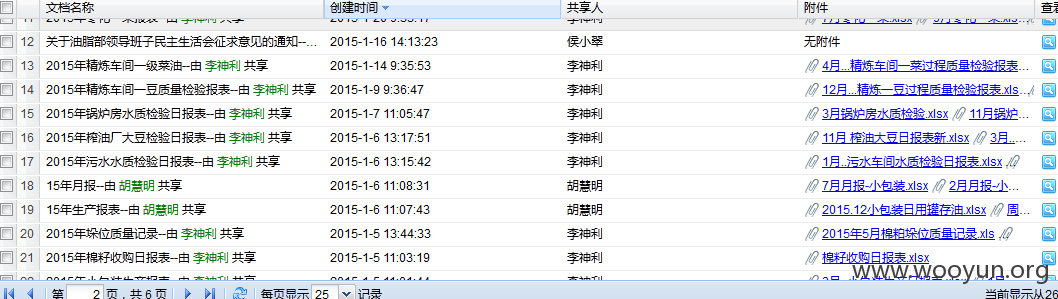 文档名称 创建时间 共享人 附件 查看
12 关于油脂部领导班子民主生活会征求意见的通知--... 2015-1-16 14:13:23 侯小翠 无附件
13 2015年精炼车间一级菜油--由 李神利 共享 2015-1-14 9:35:53 李神利 4月...精炼车间一菜过程质量检验报表...
14 2015年精炼车间一豆质量检验报表--由 李神利 共享 2015-1-9 9:36:47 李神利 12月...精炼一豆过程质量检验报表.xls...
15 2015年锅炉房水质检验日报表--由 李神利 共享 2015-1-7 11:05:47 李神利 3月锅炉房水质检验.xlsx 11月锅炉...
16 2015年榨油厂大豆检验日报表--由 李神利 共享 2015-1-6 13:17:51 李神利 11月 榨油大豆日报表新.xlsx 3月...
17 2015年污水水质检验日报表--由 李神利 共享 2015-1-6 13:15:42 李神利 1月..污水车间水质检验日报表.xlsx
18 15年月报--由 胡慧明 共享 2015-1-6 11:08:31 胡慧明 7月月报-小包装.xlsx 2月月报-小...
19 15年生产报表--由 胡慧明 共享 2015-1-6 11:07:43 胡慧明 2015.12小包装日用罐存油.xlsx 周...
20 2015年垛位质量记录--由 李神利 共享 2015-1-5 13:44:33 李神利 2015年5月棉粕垛位质量记录.xls
21 2015年棉籽收购日报表--由 李神利 共享 2015-1-5 11:03:19 李神利 棉籽收购日报表.xlsx
www.wooyun.org
第 2 页，共 6 页 每页显示 25 记录 当前显示从26